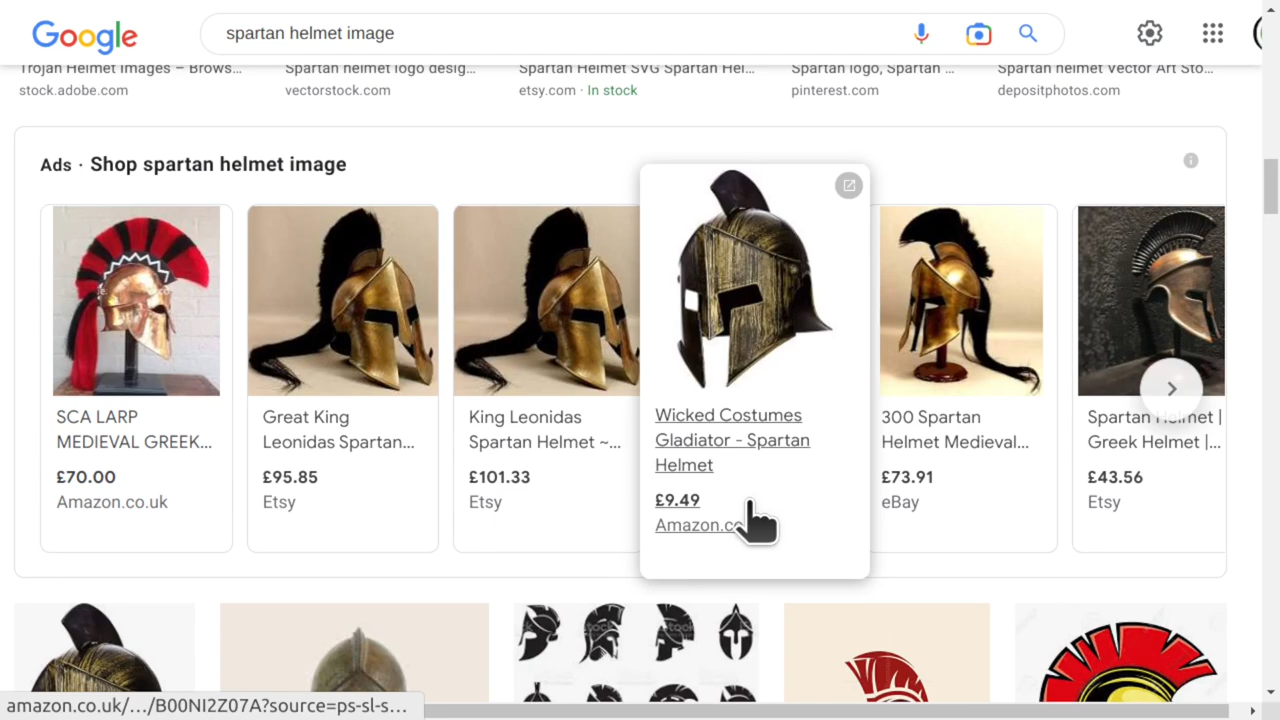 Google
spartan helmet image
Trojan Helmet Images – Brows...
stock.adobe.com
Spartan helmet logo desig...
vectorstock.com
Spartan Helmet SVG Spartan Hel...
etsy.com · In stock
Spartan logo, Spartan ...
pinterest.com
Spartan helmet Vector Art Sto...
depositphotos.com
Ads · Shop spartan helmet image
SCA LARP
MEDIEVAL GREEK...
£70.00
Amazon.co.uk
Great King
Leonidas Spartan...
£95.85
Etsy
King Leonidas
Spartan Helmet ~...
£101.33
Etsy
Wicked Costumes
Gladiator - Spartan
Helmet
£9.49
Amazon.co
300 Spartan
Helmet Medieval...
£73.91
eBay
Spartan Helmet |
Greek Helmet |...
£43.56
Etsy
amazon.co.uk/.../B00NI2Z07A?source=ps-sl-s...